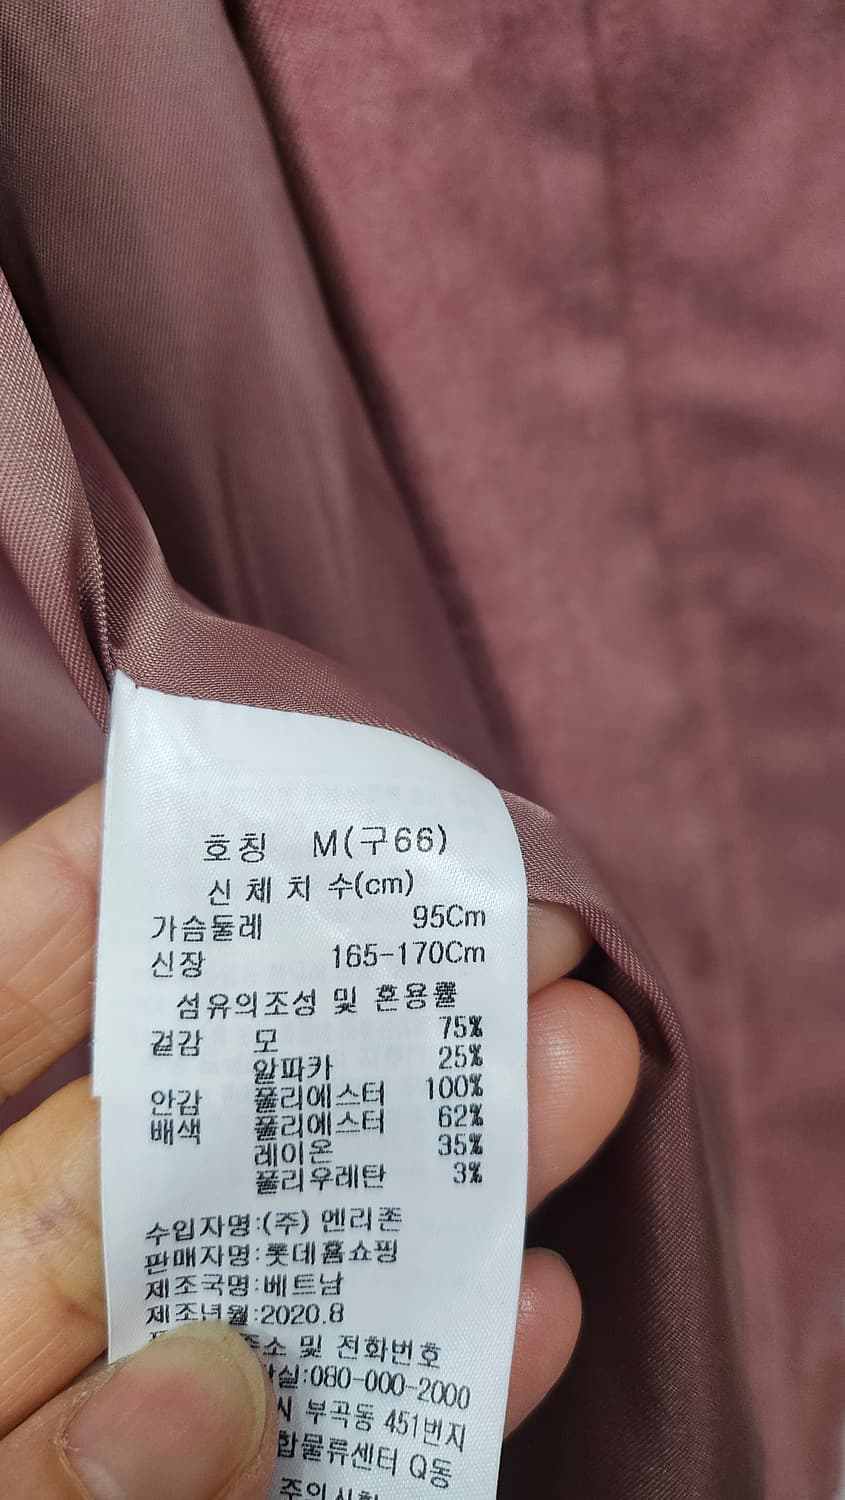 호칭 M(구66)
신체치수(cm)
가슴둘레 95Cm
신장 165-170Cm
섬유의조성 및 혼용률
겉감 모 75%
알파카 25%
안감 폴리에스터 100%
배색 폴리에스터 62%
레이온 35%
폴리우레탄 3%
수입자명:(주) 엔리존
판매자명:롯데홈쇼핑
제조국명:베트남
제조년월:2020.8
주소 및 전화번호
실:080-000-2000
시 부곡동 451번지
합물류센터 Q동
주의사항